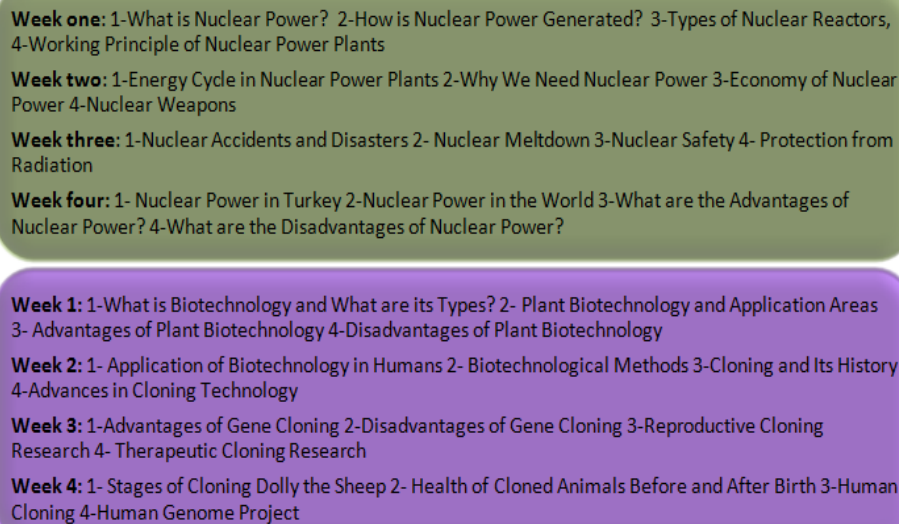 Week one: 1-What is Nuclear Power? 2-How is Nuclear Power Generated? 3-Types of Nuclear Reactors,
4-Working Principle of Nuclear Power Plants
Week two: 1-Energy Cycle in Nuclear Power Plants 2-Why We Need Nuclear Power 3-Economy of Nuclear
Power 4-Nuclear Weapons
Week three: 1-Nuclear Accidents and Disasters 2- Nuclear Meltdown 3-Nuclear Safety 4- Protection from
Radiation
Week four: 1- Nuclear Power in Turkey 2-Nuclear Power in the World 3-What are the Advantages of
Nuclear Power? 4-What are the Disadvantages of Nuclear Power?
Week 1: 1-What is Biotechnology and What are its Types? 2- Plant Biotechnology and Application Areas
3- Advantages of Plant Biotechnology 4-Disadvantages of Plant Biotechnology
Week 2: 1- Application of Biotechnology in Humans 2- Biotechnological Methods 3-Cloning and Its History
4-Advances in Cloning Technology
Week 3: 1-Advantages of Gene Cloning 2-Disadvantages of Gene Cloning 3-Reproductive Cloning
Research 4- Therapeutic Cloning Research
Week 4: 1- Stages of Cloning Dolly the Sheep 2- Health of Cloned Animals Before and After Birth 3-Human
Cloning 4-Human Genome Project